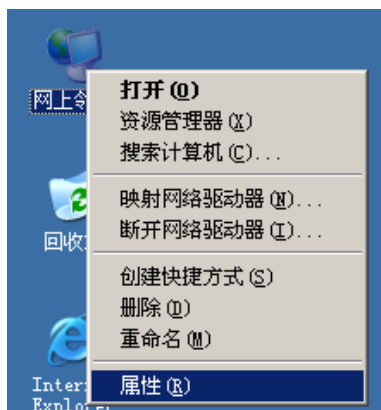 网上
打开(O)
资源管理器(X)
搜索计算机(C)...
映射网络驱动器(N)...
断开网络驱动器(I)...
回收
创建快捷方式(S)
删除(D)
重命名(M)
属性(R)
Inter
Explorer